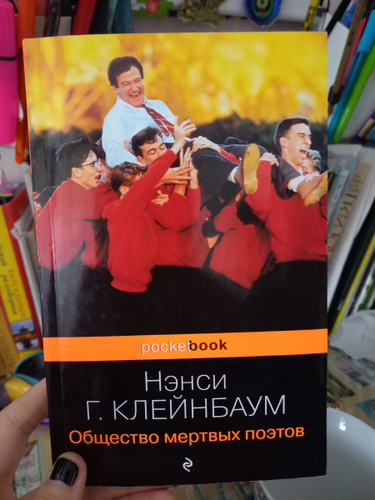 pocketbook
Нэнси
Г. КЛЕЙНБАУМ
Общество мертвых поэтов